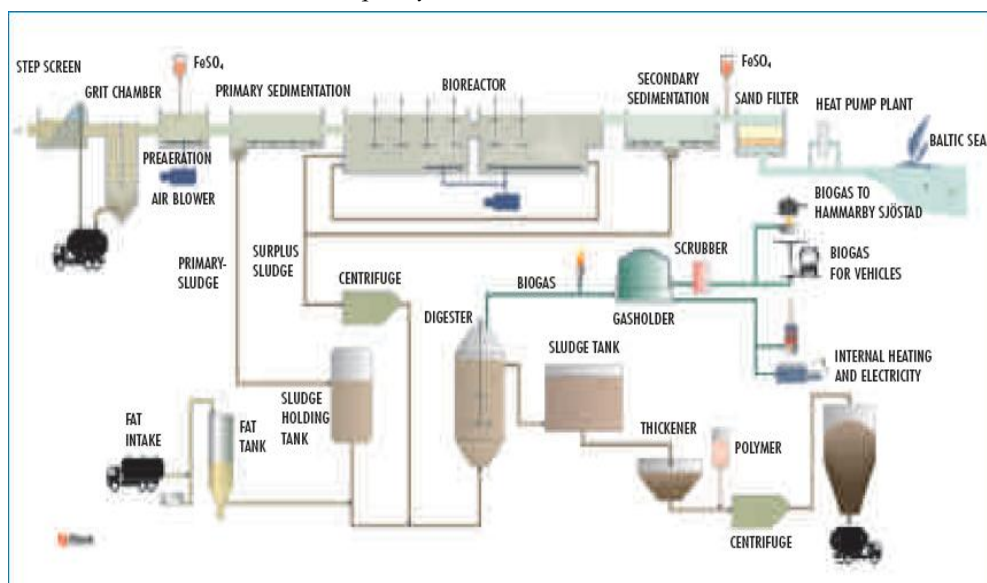 STEP SCREEN
GRIT CHAMBER
FeSO₄
PRIMARY SEDIMENTATION
BIOREACTOR
SECONDARY
SEDIMENTATION
FeSO₄
SAND FILTER
HEAT PUMP PLANT
BALTIC SEA
PREAERATION
AIR BLOWER
BIOGAS TO
HAMMARBY SJÖSTAD
BIOGAS
FOR VEHICLES
PRIMARY-
SLUDGE
SURPLUS
SLUDGE
CENTRIFUGE
BIOGAS
SCRUBBER
GASHOLDER
DIGESTER
SLUDGE TANK
INTERNAL HEATING
AND ELECTRICITY
FAT
INTAKE
FAT
TANK
SLUDGE
HOLDING
TANK
THICKENER
POLYMER
CENTRIFUGE